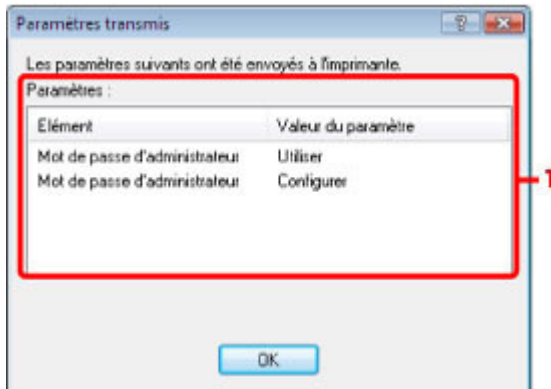 Paramètres transmis
Les paramètres suivants ont été envoyés à l'imprimante.
Paramètres :
Elément Valeur du paramètre
Mot de passe d'administrateur Utiliser
Mot de passe d'administrateur Configurer
1
OK